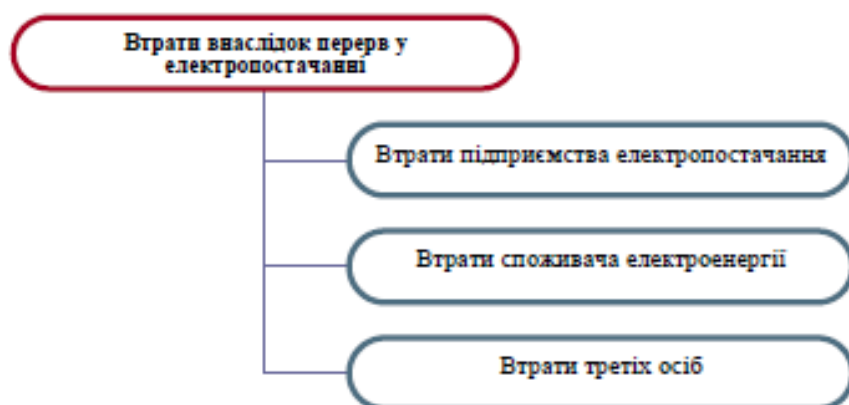 Втрати внаслідок перерв у
електропостачанні
Втрати підприємства електропостачання
Втрати споживача електроенергії
Втрати третіх осіб